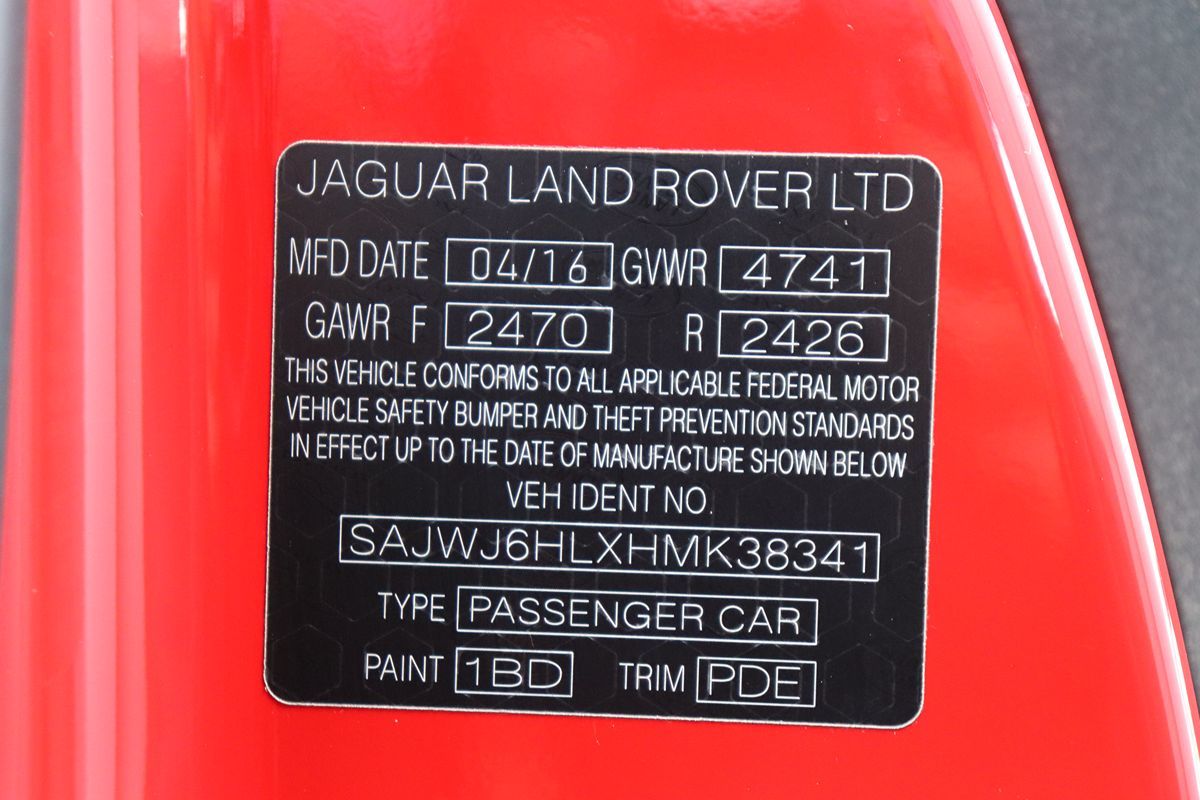 JAGUAR LAND ROVER LTD
MFD DATE 04/16 GVWR 4741
GAWR F 2470 R 2426
THIS VEHICLE CONFORMS TO ALL APPLICABLE FEDERAL MOTOR
VEHICLE SAFETY BUMPER AND THEFT PREVENTION STANDARDS
IN EFFECT UP TO THE DATE OF MANUFACTURE SHOWN BELOW
VEH IDENT NO.
SAJWJ6HLXHMK38341
TYPE PASSENGER CAR
PAINT 1BD TRIM PDE